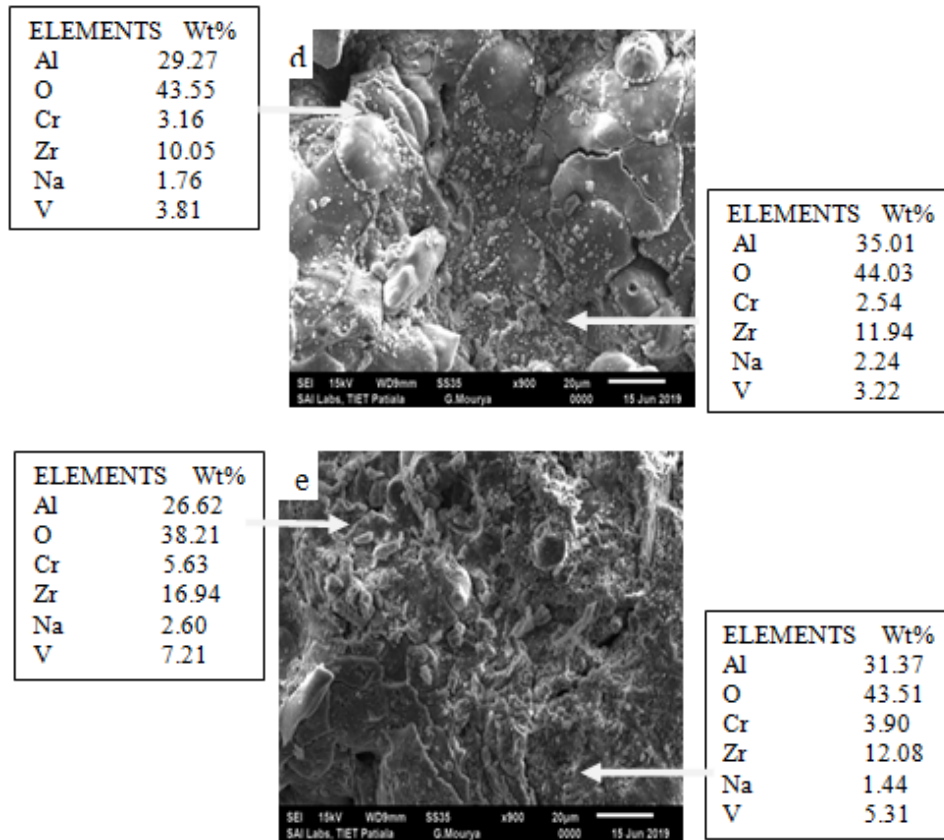 ELEMENTS Wt%
Al 29.27
O 43.55
Cr 3.16
Zr 10.05
Na 1.76
V 3.81
d
ELEMENTS Wt%
Al 35.01
O 44.03
Cr 2.54
Zr 11.94
Na 2.24
V 3.22
SEI 15kV WD9mm SS35 x900 20µm
SAI Labs, TIET Patiala G.Mourya 0000 15 Jun 2019
ELEMENTS Wt%
Al 26.62
O 38.21
Cr 5.63
Zr 16.94
Na 2.60
V 7.21
e
ELEMENTS Wt%
Al 31.37
O 43.51
Cr 3.90
Zr 12.08
Na 1.44
V 5.31
SEI 15kV WD9mm SS35 x900 20µm
SAI Labs, TIET Patiala G.Mourya 0000 15 Jun 2019